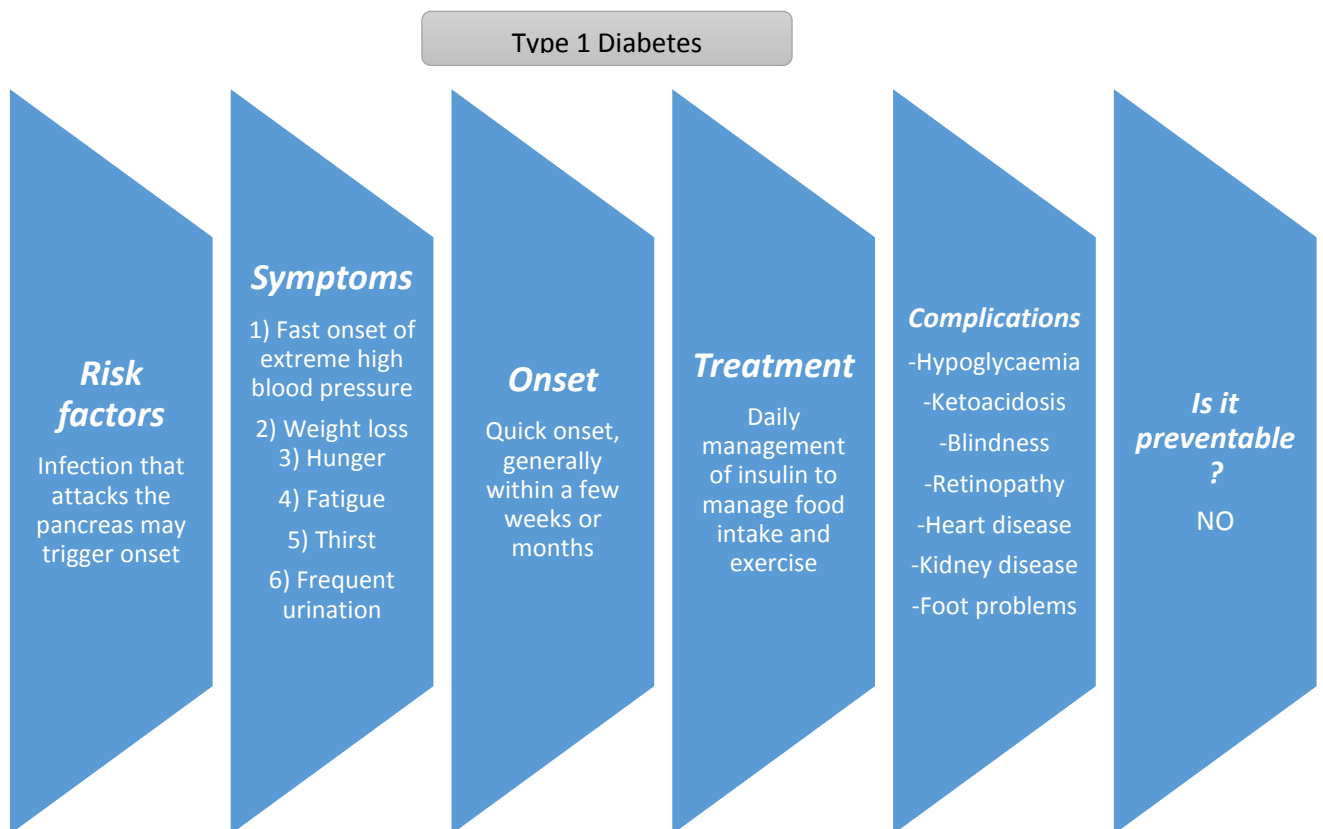 Type 1 Diabetes
Risk
factors
Infection that
attacks the
pancreas may
trigger onset
Symptoms
1) Fast onset of
extreme high
blood pressure
2) Weight loss
3) Hunger
4) Fatigue
5) Thirst
6) Frequent
urination
Onset
Quick onset,
generally
within a few
weeks or
months
Treatment
Daily
management
of insulin to
manage food
intake and
exercise
Complications
-Hypoglycaemia
-Ketoacidosis
-Blindness
-Retinopathy
-Heart disease
-Kidney disease
-Foot problems
Is it
preventable
?
NO